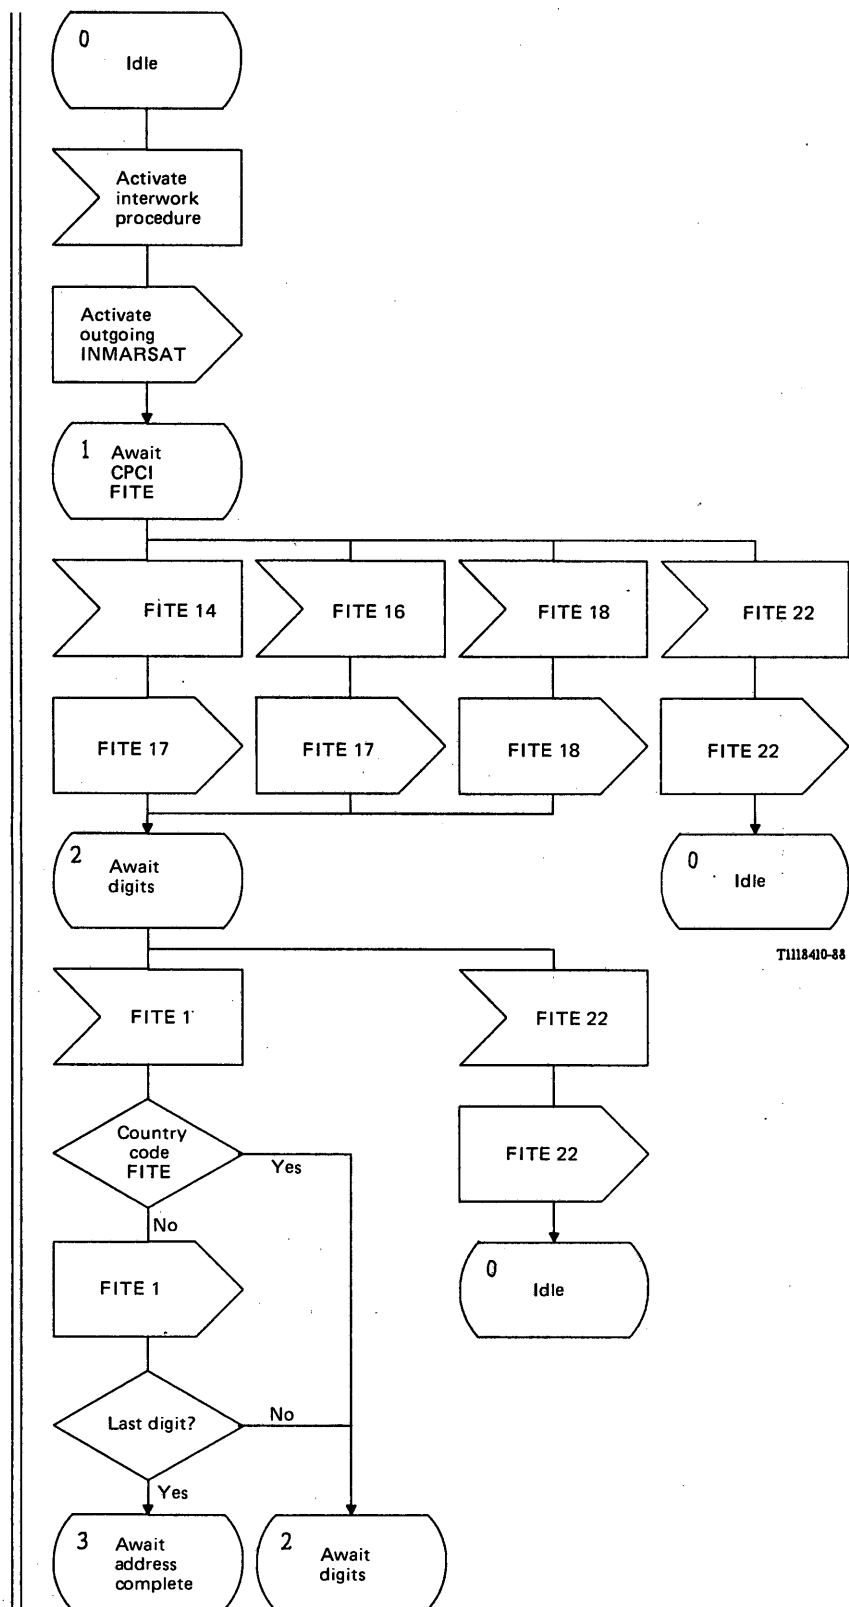 0
Idle
Activate
interwork
procedure
Activate
outgoing
INMARSAT
1 Await
CPCI
FITE
FITE 14
FITE 16
FITE 18
FITE 22
FITE 17
FITE 17
FITE 18
FITE 22
2
Await
digits
0
Idle
T1118410-88
FITE 1
FITE 22
Country
code
FITE
Yes
No
FITE 22
FITE 1
0
Idle
Last digit?
No
Yes
3 Await
address
complete
2
Await
digits